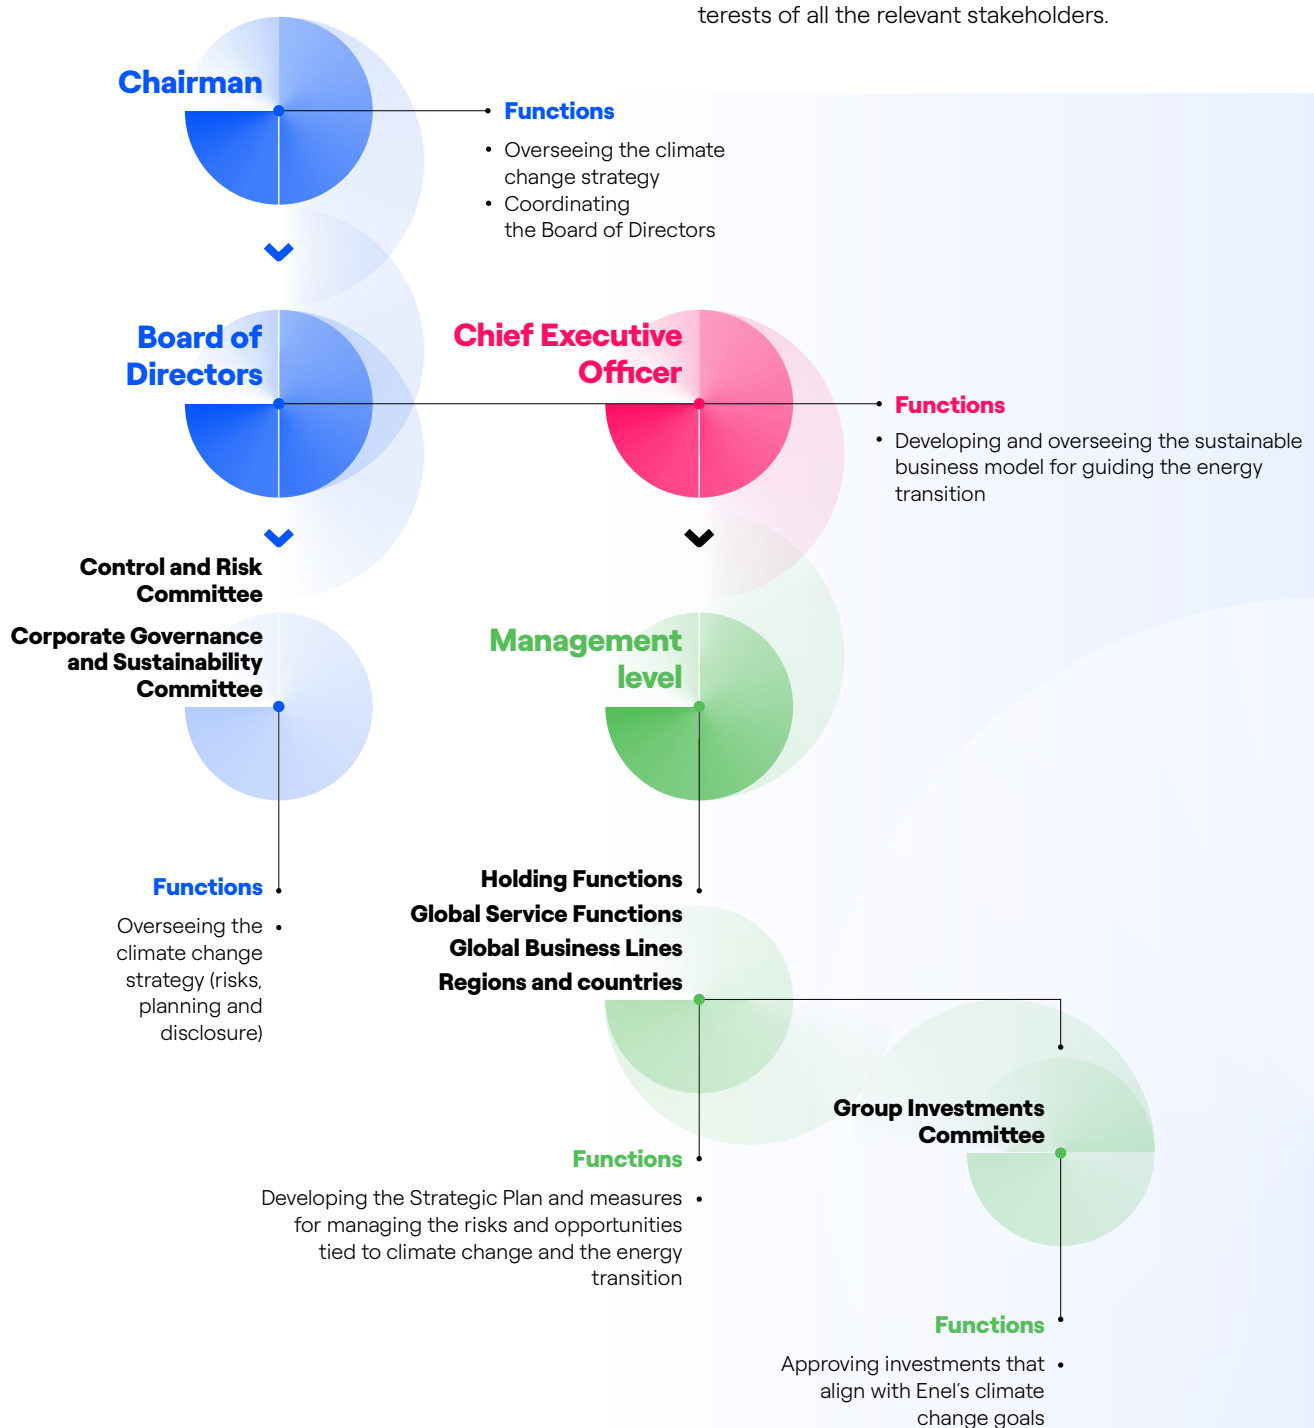 terests of all the relevant stakeholders.
Chairman
Functions
• Overseeing the climate
change strategy
• Coordinating
the Board of Directors
Board of
Directors
Chief Executive
Officer
Functions
• Developing and overseeing the sustainable
business model for guiding the energy
transition
Control and Risk
Committee
Corporate Governance
and Sustainability
Committee
Management
level
Functions
Overseeing the •
climate change
strategy (risks,
planning and
disclosure)
Holding Functions
Global Service Functions
Global Business Lines
Regions and countries
Group Investments
Committee
Functions
Developing the Strategic Plan and measures •
for managing the risks and opportunities
tied to climate change and the energy
transition
Functions
Approving investments that •
align with Enel’s climate
change goals